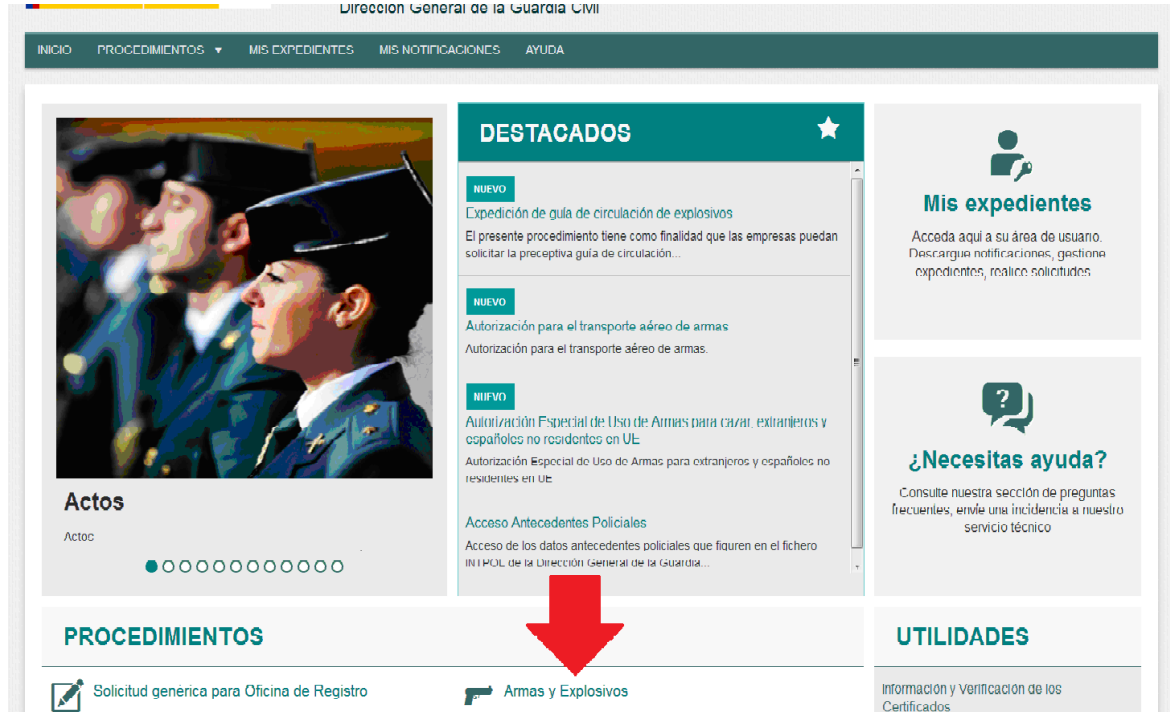 Dirección General de la Guardia Civil
INICIO PROCEDIMIENTOS ▼ MIS EXPEDIENTES MIS NOTIFICACIONES AYUDA
Actos
Actos
DESTACADOS
NUEVO
Expedición de guía de circulación de explosivos
El presente procedimiento tiene como finalidad que las empresas puedan
solicitar la preceptiva guía de circulación...
NUEVO
Autorización para el transporte aéreo de armas
Autorización para el transporte aéreo de armas.
NUEVO
Autorización Especial de Uso de Armas para cazar, extranjeros y
españoles no residentes en UE
Autorización Especial de Uso de Armas para extranjeros y españoles no
residentes en UE
Acceso Antecedentes Policiales
Acceso de los datos antecedentes policiales que figuren en el fichero
INTPOL de la Dirección General de la Guardia...
Mis expedientes
Acceda aquí a su área de usuario.
Descargue notificaciones, gestione
expedientes, realice solicitudes
¿Necesitas ayuda?
Consulte nuestra sección de preguntas
frecuentes, envíe una incidencia a nuestro
servicio técnico
PROCEDIMIENTOS
Solicitud genérica para Oficina de Registro
Armas y Explosivos
UTILIDADES
Información y Verificación de los
Certificados